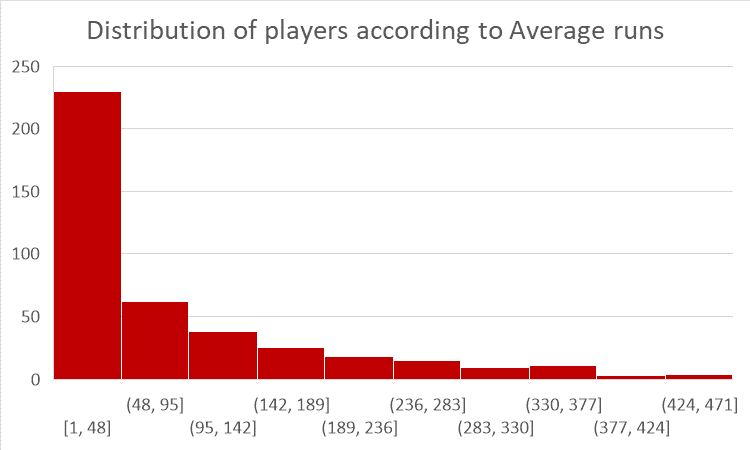 Distribution of players according to Average runs
250
200
150
100
50
0
(48, 95] (142, 189] (236, 283] (330, 377] (424, 471]
[1, 48] (95, 142] (189, 236] (283, 330] (377, 424]